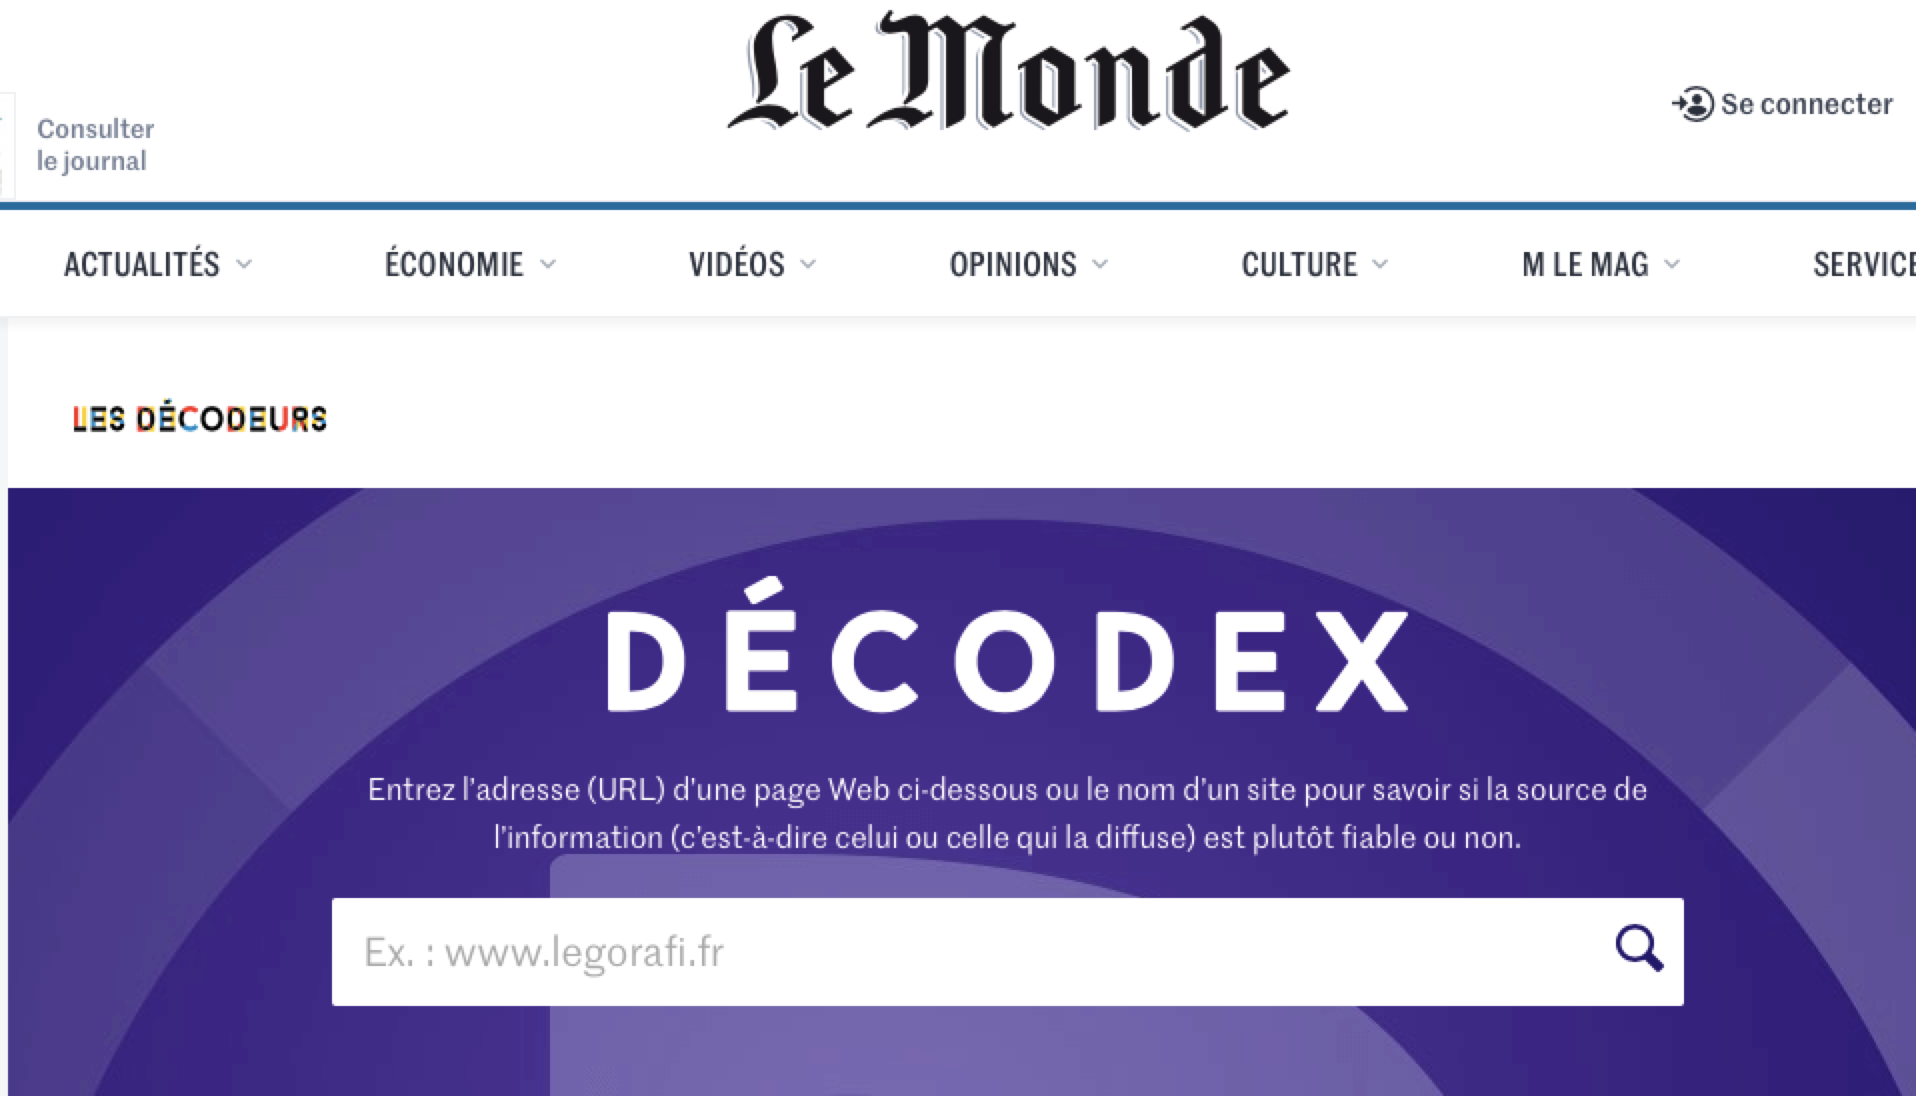 Le Monde
Consulter
le journal
Se connecter
ACTUALITÉS ÉCONOMIE VIDÉOS OPINIONS CULTURE M LE MAG SERVICE
LES DÉCODEURS
DÉCODEX
Entrez l'adresse (URL) d'une page Web ci-dessous ou le nom d'un site pour savoir si la source de
l'information (c'est-à-dire celui ou celle qui la diffuse) est plutôt fiable ou non.
Ex. : www.legorafi.fr